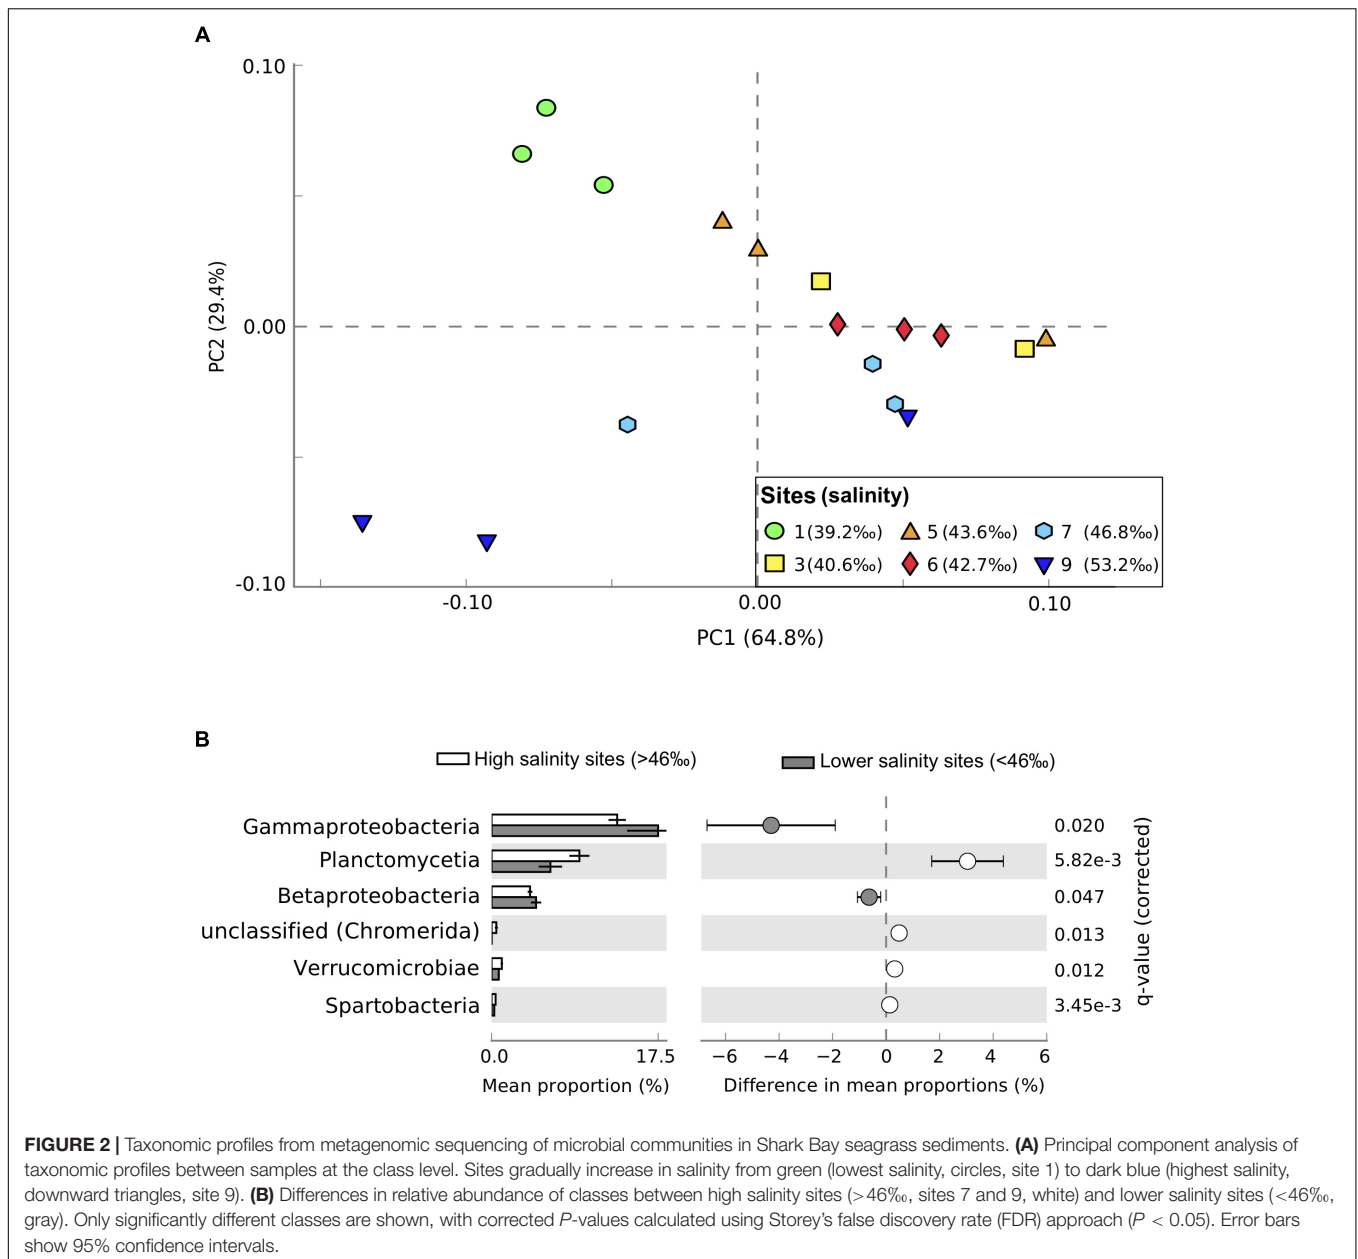 A
0.10
0.00
-0.10
PC2 (29.4%)
-0.10
0.00
0.10
PC1 (64.8%)
Sites (salinity)
1 (39.2‰)
5 (43.6‰)
7 (46.8‰)
3 (40.6‰)
6 (42.7‰)
9 (53.2‰)
B
High salinity sites (>46‰)
Lower salinity sites (<46‰)
Gammaproteobacteria
0.020
Planctomycetia
5.82e-3
Betaproteobacteria
0.047
unclassified (Chromerida)
0.013
Verrucomicrobiae
0.012
Spartobacteria
3.45e-3
q-value (corrected)
0.0
17.5
−6
−4
−2
0
2
4
6
Mean proportion (%)
Difference in mean proportions (%)
FIGURE 2 | Taxonomic profiles from metagenomic sequencing of microbial communities in Shark Bay seagrass sediments. (A) Principal component analysis of
taxonomic profiles between samples at the class level. Sites gradually increase in salinity from green (lowest salinity, circles, site 1) to dark blue (highest salinity,
downward triangles, site 9). (B) Differences in relative abundance of classes between high salinity sites (>46‰, sites 7 and 9, white) and lower salinity sites (<46‰,
gray). Only significantly different classes are shown, with corrected P-values calculated using Storey's false discovery rate (FDR) approach (P < 0.05). Error bars
show 95% confidence intervals.